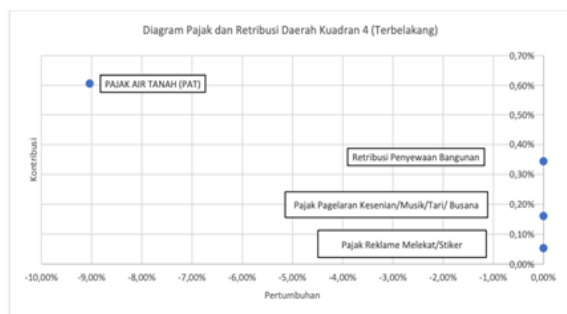 Diagram Pajak dan Retribusi Daerah Kuadran 4 (Terbelakang)
0,70%
PAJAK AIR TANAH (PAT)
0,60%
0,50%
Kontribusi
0,40%
Retribusi Penyewaan Bangunan
0,30%
Pajak Pagelaran Kesenian/Musik/Tari/ Busana
0,20%
0,10%
Pajak Reklame Melekat/Stiker
0,00%
-10,00% -9,00% -8,00% -7,00% -6,00% -5,00% -4,00% -3,00% -2,00% -1,00% 0,00%
Pertumbuhan